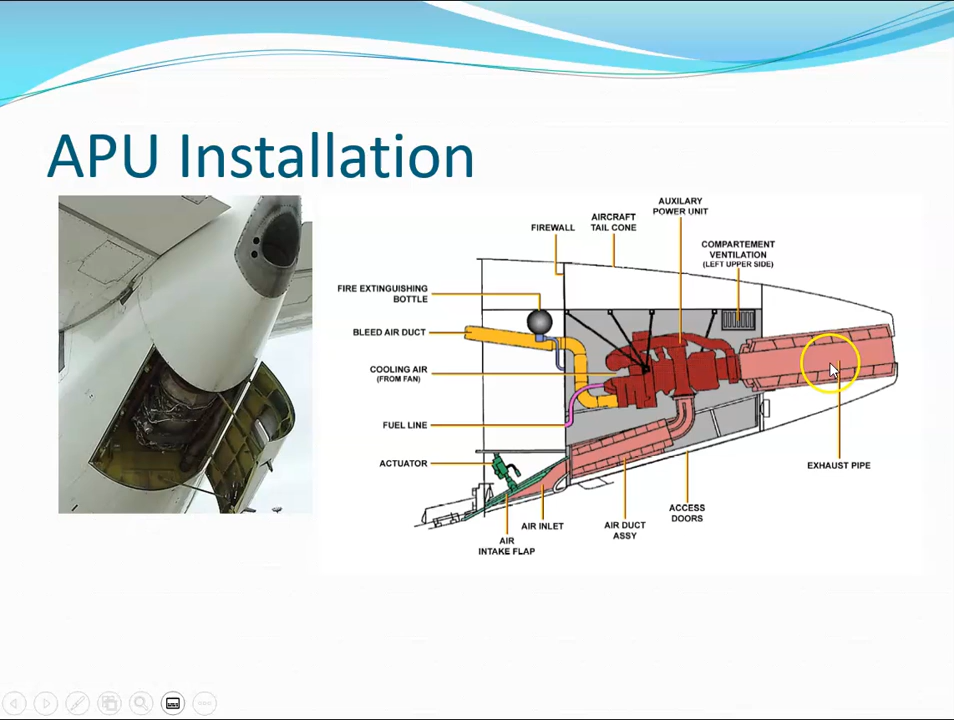 APU Installation
AUXILARY
POWER UNIT
AIRCRAFT
TAIL CONE
FIREWALL
COMPARTEMENT
VENTILATION
(LEFT UPPER SIDE)
FIRE EXTINGUISHING
BOTTLE
BLEED AIR DUCT
COOLING AIR
(FROM FAN)
FUEL LINE
ACTUATOR
EXHAUST PIPE
ACCESS
DOORS
AIR INLET
AIR DUCT
ASSY
AIR
INTAKE FLAP